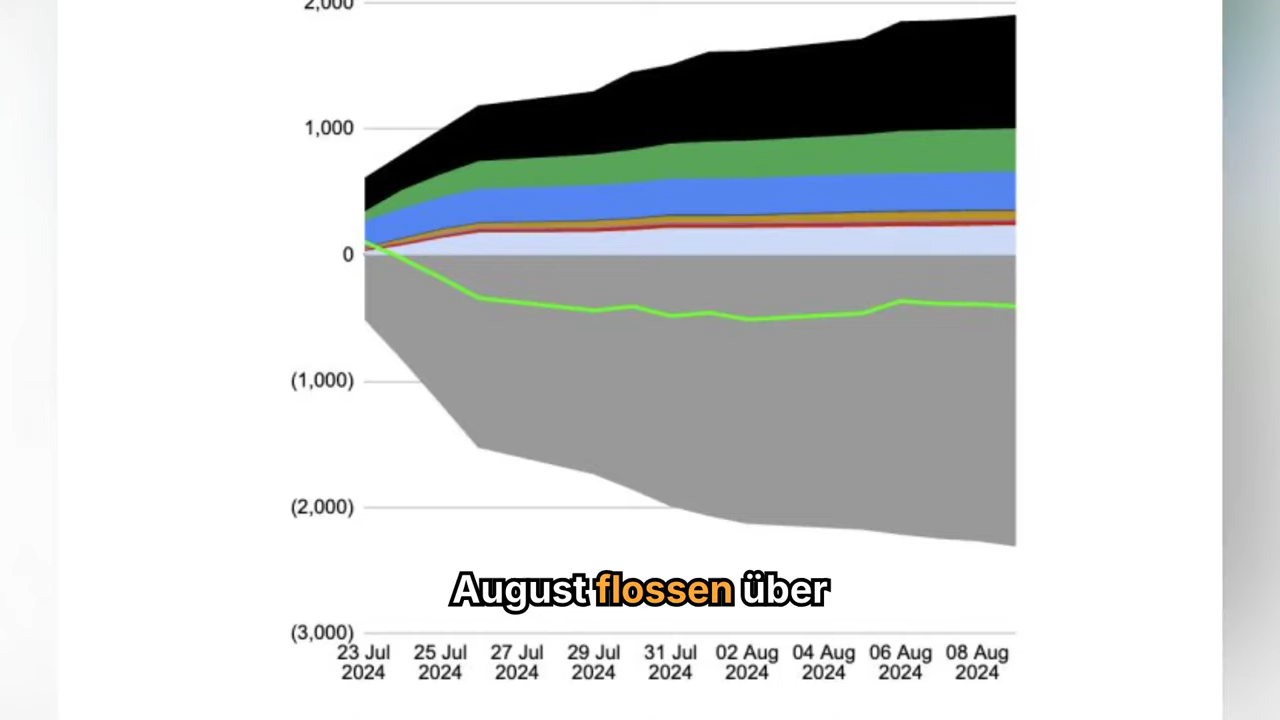 2,000
1,000
0
(1,000)
(2,000)
August flossen über
(3,000)
23 Jul 25 Jul 27 Jul 29 Jul 31 Jul 02 Aug 04 Aug 06 Aug 08 Aug
2024 2024 2024 2024 2024 2024 2024 2024 2024